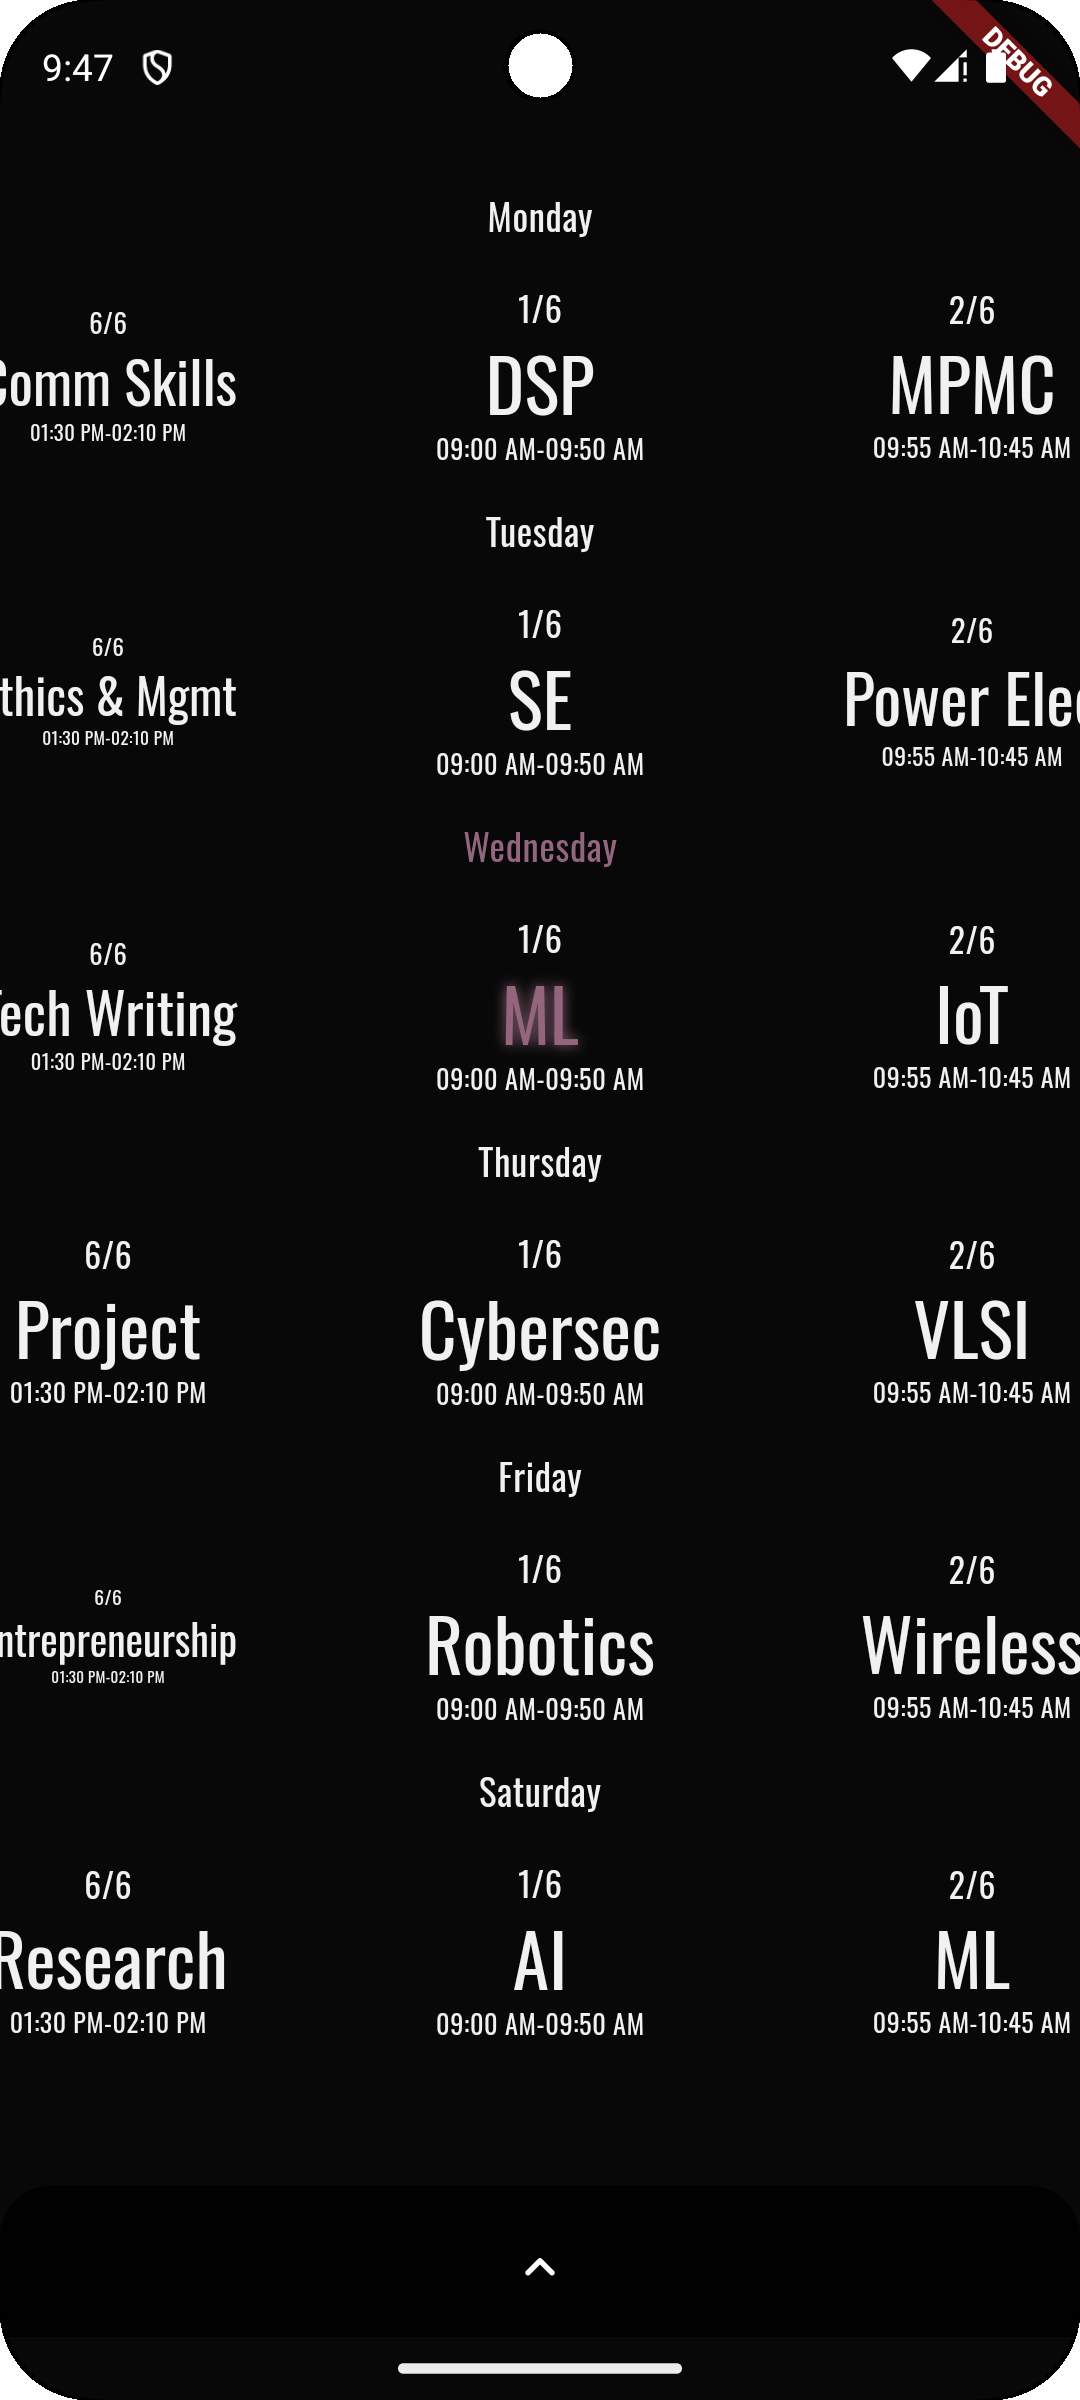 9:47
DEBUG
Monday
6/6
Comm Skills
01:30 PM-02:10 PM
1/6
DSP
09:00 AM-09:50 AM
2/6
MPMC
09:55 AM-10:45 AM
Tuesday
6/6
thics & Mgmt
01:30 PM-02:10 PM
1/6
SE
09:00 AM-09:50 AM
2/6
Power Elec
09:55 AM-10:45 AM
Wednesday
6/6
Tech Writing
01:30 PM-02:10 PM
1/6
ML
09:00 AM-09:50 AM
2/6
IoT
09:55 AM-10:45 AM
Thursday
6/6
Project
01:30 PM-02:10 PM
1/6
Cybersec
09:00 AM-09:50 AM
2/6
VLSI
09:55 AM-10:45 AM
Friday
6/6
ntrepreneurship
01:30 PM-02:10 PM
1/6
Robotics
09:00 AM-09:50 AM
2/6
Wireless
09:55 AM-10:45 AM
Saturday
6/6
Research
01:30 PM-02:10 PM
1/6
AI
09:00 AM-09:50 AM
2/6
ML
09:55 AM-10:45 AM